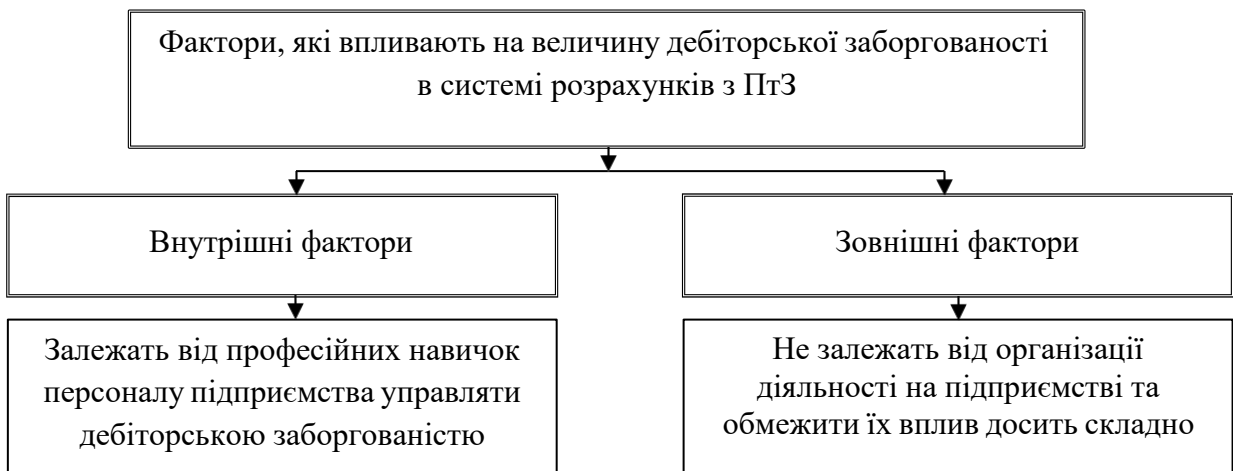 Фактори, які впливають на величину дебіторської заборгованості
в системі розрахунків з ПтЗ
Внутрішні фактори
Зовнішні фактори
Залежать від професійних навичок
персоналу підприємства управляти
дебіторською заборгованістю
Не залежать від організації
діяльності на підприємстві та
обмежити їх вплив досить складно